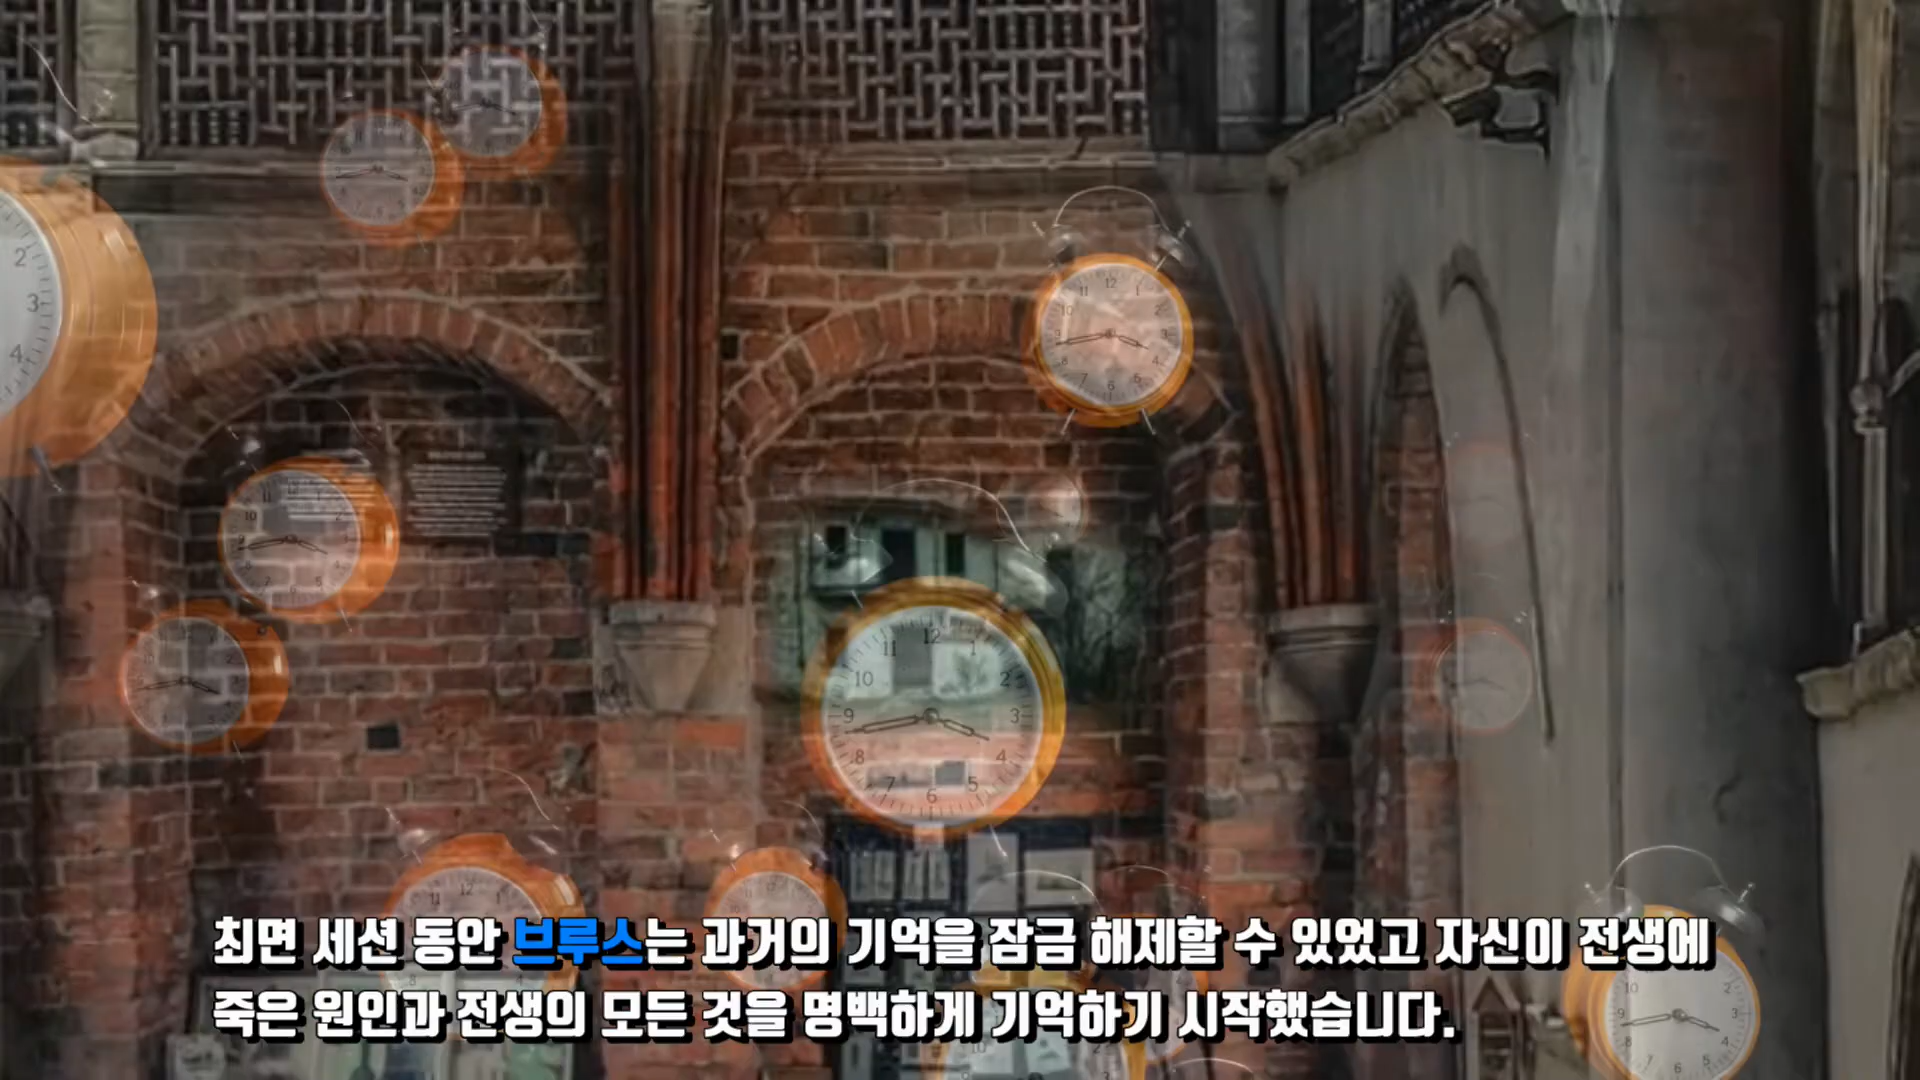 최면 세션 동안 브루스는 과거의 기억을 잠금 해제할 수 있었고 자신이 전생에
죽은 원인과 전생의 모든 것을 명백하게 기억하기 시작했습니다.